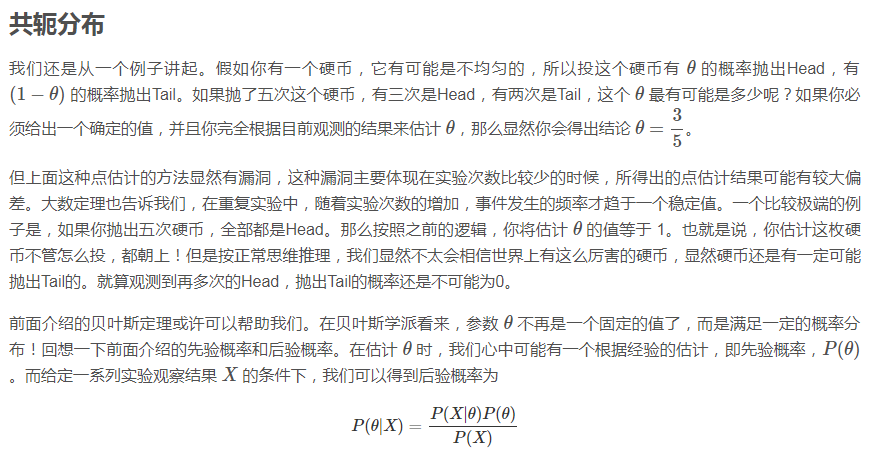 共轭分布
我们还是从一个例子讲起。假如你有一个硬币，它有可能是不均匀的，所以投这个硬币有 θ 的概率抛出Head，有
(1 − θ) 的概率抛出Tail。如果抛了五次这个硬币，有三次是Head，有两次是Tail，这个 θ 最有可能是多少呢？如果你必
须给出一个确定的值，并且你完全根据目前观测的结果来估计 θ，那么显然你会得出结论 θ = 3/5。
但上面这种点估计的方法显然有漏洞，这种漏洞主要体现在实验次数比较少的时候，所得出的点估计结果可能有较大偏
差。大数定理也告诉我们，在重复实验中，随着实验次数的增加，事件发生的频率才趋于一个稳定值。一个比较极端的例
子是，如果你抛出五次硬币，全部都是Head。那么按照之前的逻辑，你将估计 θ 的值等于 1。也就是说，你估计这枚硬
币不管怎么投，都朝上！但是按正常思维推理，我们显然不太会相信世界上有这么厉害的硬币，显然硬币还是有一定可能
抛出Tail的。就算观测到再多次的Head，抛出Tail的概率还是不可能为0。
前面介绍的贝叶斯定理或许可以帮助我们。在贝叶斯学派看来，参数 θ 不再是一个固定的值了，而是满足一定的概率分
布！回想一下前面介绍的先验概率和后验概率。在估计 θ 时，我们心中可能有一个根据经验的估计，即先验概率，P(θ)
。而给定一系列实验观察结果 X 的条件下，我们可以得到后验概率为
P(θ|X) = P(X|θ)P(θ) / P(X)